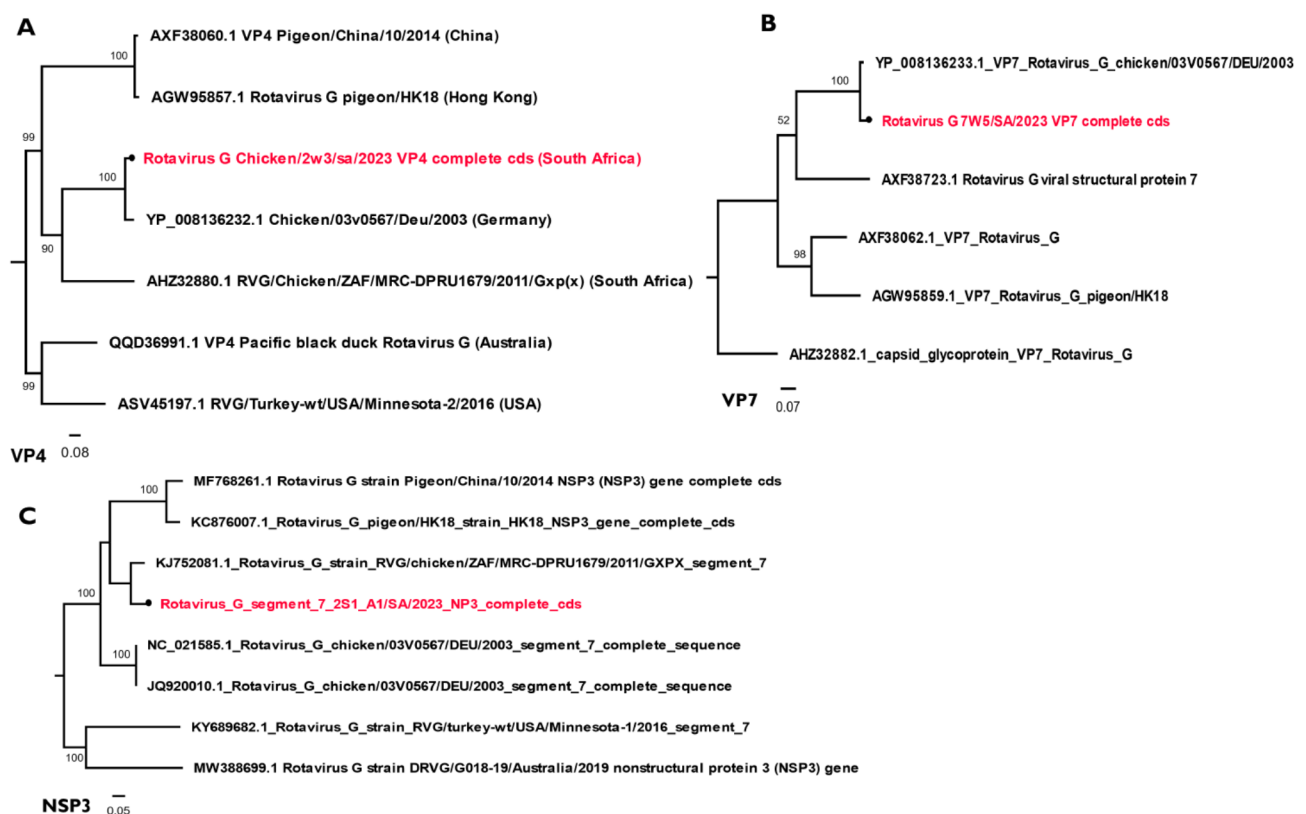 A
AXF38060.1 VP4 Pigeon/China/10/2014 (China)
100
AGW95857.1 Rotavirus G pigeon/HK18 (Hong Kong)
99
Rotavirus G Chicken/2w3/sa/2023 VP4 complete cds (South Africa)
100
YP_008136232.1 Chicken/03v0567/Deu/2003 (Germany)
90
AHZ32880.1 RVG/Chicken/ZAF/MRC-DPRU1679/2011/Gxp(x) (South Africa)
QQD36991.1 VP4 Pacific black duck Rotavirus G (Australia)
99
ASV45197.1 RVG/Turkey-wt/USA/Minnesota-2/2016 (USA)
VP4 0.08
B
YP_008136233.1_VP7_Rotavirus_G_chicken/03V0567/DEU/2003
100
Rotavirus G 7W5/SA/2023 VP7 complete cds
52
AXF38723.1 Rotavirus G viral structural protein 7
AXF38062.1_VP7_Rotavirus_G
98
AGW95859.1_VP7_Rotavirus_G_pigeon/HK18
AHZ32882.1_capsid_glycoprotein_VP7_Rotavirus_G
VP7 0.07
C
MF768261.1 Rotavirus G strain Pigeon/China/10/2014 NSP3 (NSP3) gene complete cds
100
KC876007.1_Rotavirus_G_pigeon/HK18_strain_HK18_NSP3_gene_complete_cds
KJ752081.1_Rotavirus_G_strain_RVG/chicken/ZAF/MRC-DPRU1679/2011/GXPX_segment_7
100
Rotavirus_G_segment_7_2S1_A1/SA/2023_NP3_complete_cds
NC_021585.1_Rotavirus_G_chicken/03V0567/DEU/2003_segment_7_complete_sequence
100
JQ920010.1_Rotavirus_G_chicken/03V0567/DEU/2003_segment_7_complete_sequence
KY689682.1_Rotavirus_G_strain_RVG/turkey-wt/USA/Minnesota-1/2016_segment_7
100
MW388699.1 Rotavirus G strain DRVG/G018-19/Australia/2019 nonstructural protein 3 (NSP3) gene
NSP3 0.05